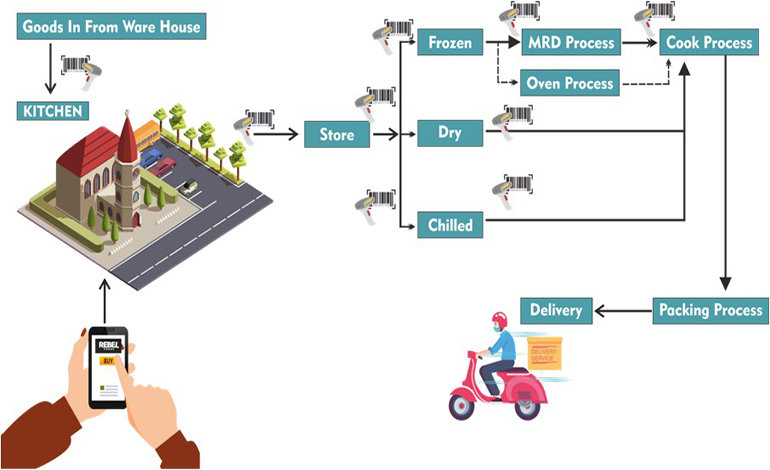 Goods In From Ware House
KITCHEN
Store
Frozen
MRD Process
Cook Process
Oven Process
Dry
Chilled
Packing Process
Delivery
DELIVERY
SERVICE
REBEL
BUY